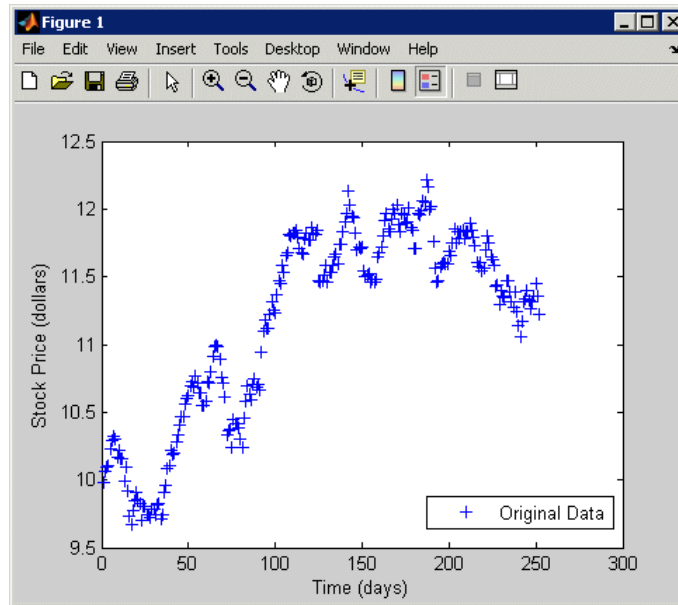 Figure 1
File Edit View Insert Tools Desktop Window Help
12.5
12
11.5
11
10.5
10
9.5
0 50 100 150 200 250 300
Stock Price (dollars)
Time (days)
Original Data